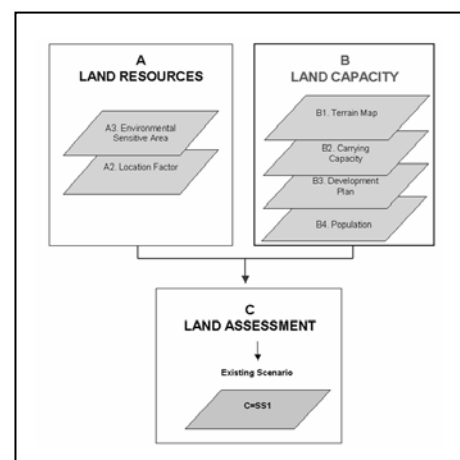 A
LAND RESOURCES
A3. Environmental
Sensitive Area
A2. Location Factor
B
LAND CAPACITY
B1. Terrain Map
B2. Carrying
Capacity
B3. Development
Plan
B4. Population
C
LAND ASSESSMENT
Existing Scenario
C=SS1